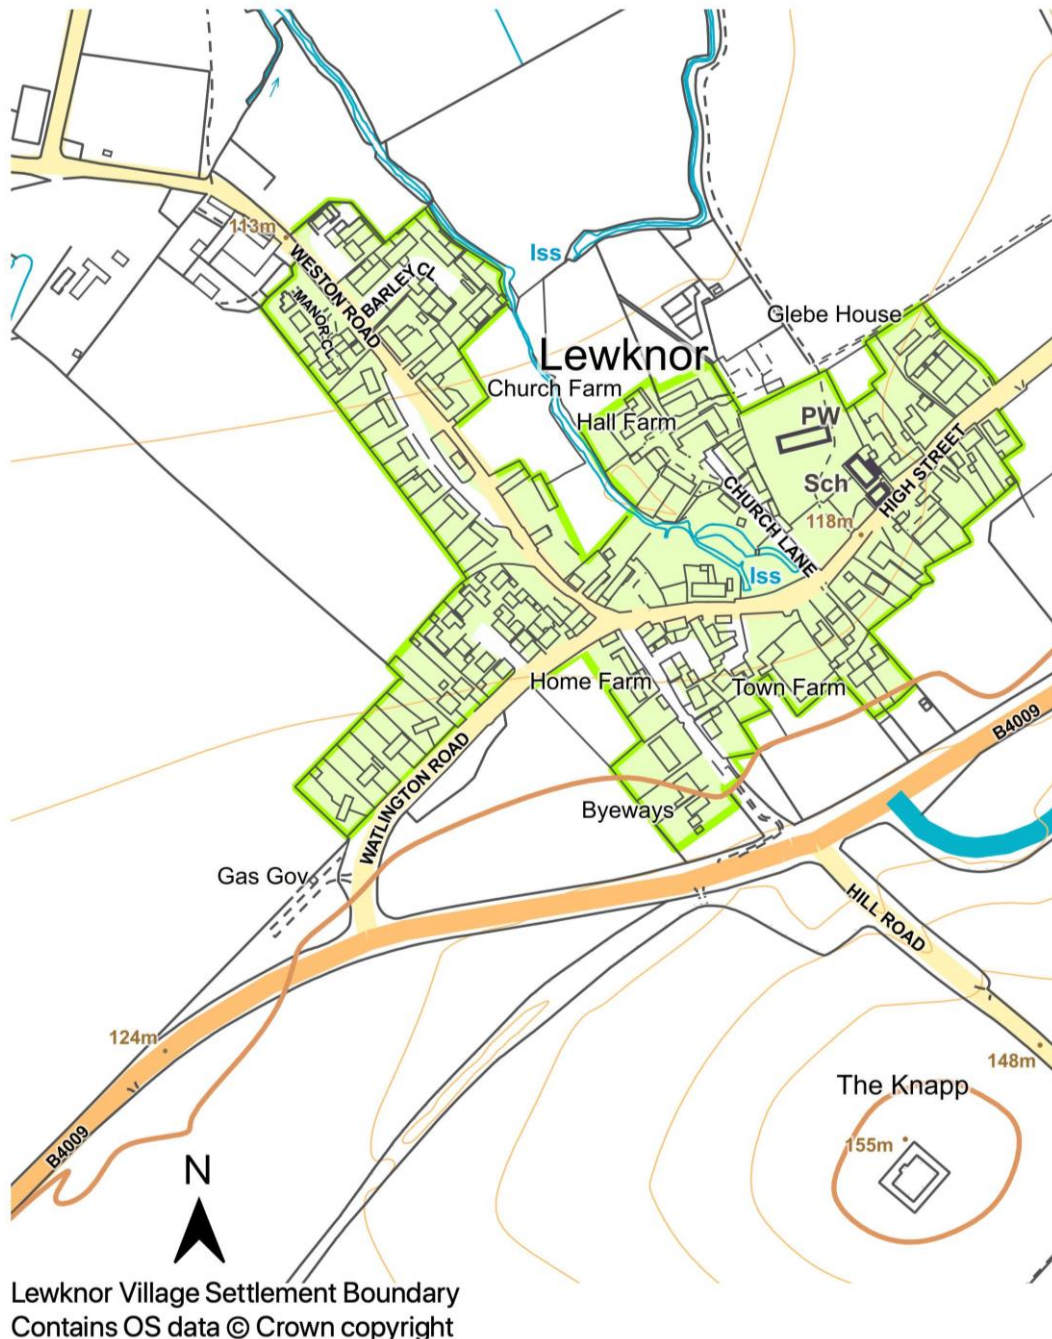 Iss
113m
WESTON ROAD
BARLEY CL
MANOR CL
Glebe House
Lewknor
Church Farm
Hall Farm
PW
Sch
HIGH STREET
CHURCH LANE
118m
Iss
Home Farm
Town Farm
B4009
WATLINGTON ROAD
Byeways
Gas Gov
HILL ROAD
124m
148m
The Knapp
155m
B4009
N
Lewknor Village Settlement Boundary
Contains OS data © Crown copyright